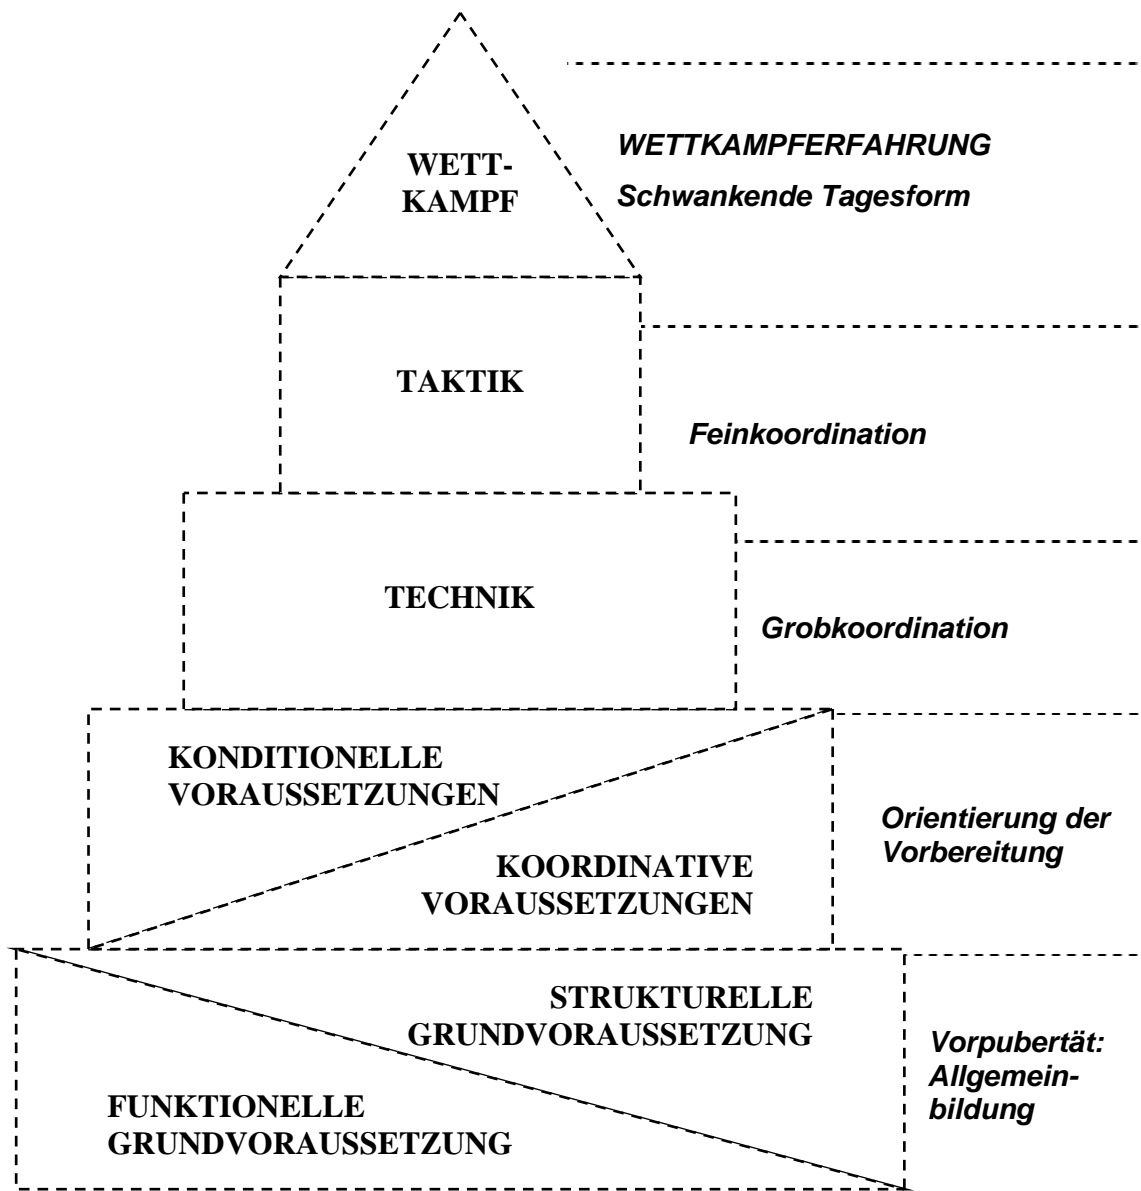 WETT-
KAMPF
WETTKAMPFERFAHRUNG
Schwankende Tagesform
TAKTIK
Feinkoordination
TECHNIK
Grobkoordination
KONDITIONELLE
VORAUSSETZUNGEN
KOORDINATIVE
VORAUSSETZUNGEN
Orientierung der
Vorbereitung
STRUKTURELLE
GRUNDVORAUSSETZUNG
FUNKTIONELLE
GRUNDVORAUSSETZUNG
Vorpubertät:
Allgemein-
bildung